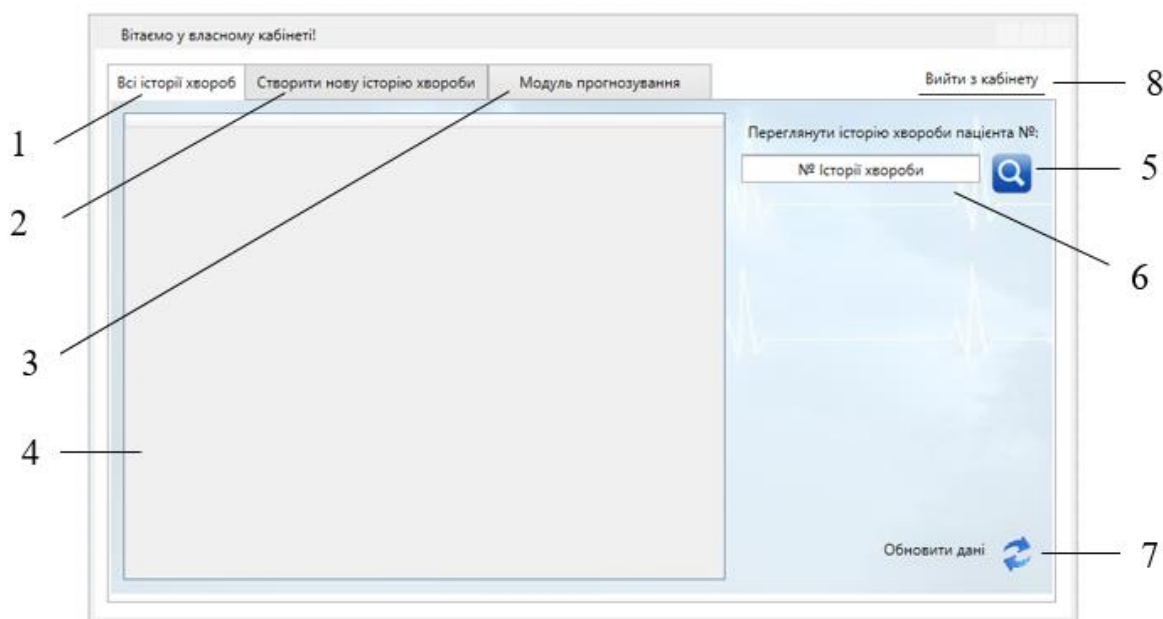 Вітаємо у власному кабінеті!
Всі історії хвороб
Створити нову історію хвороби
Модуль прогнозування
Вийти з кабінету
8
1
Переглянути історію хвороби пацієнта №:
№ Історії хвороби
5
2
6
3
4
Обновити дані
7